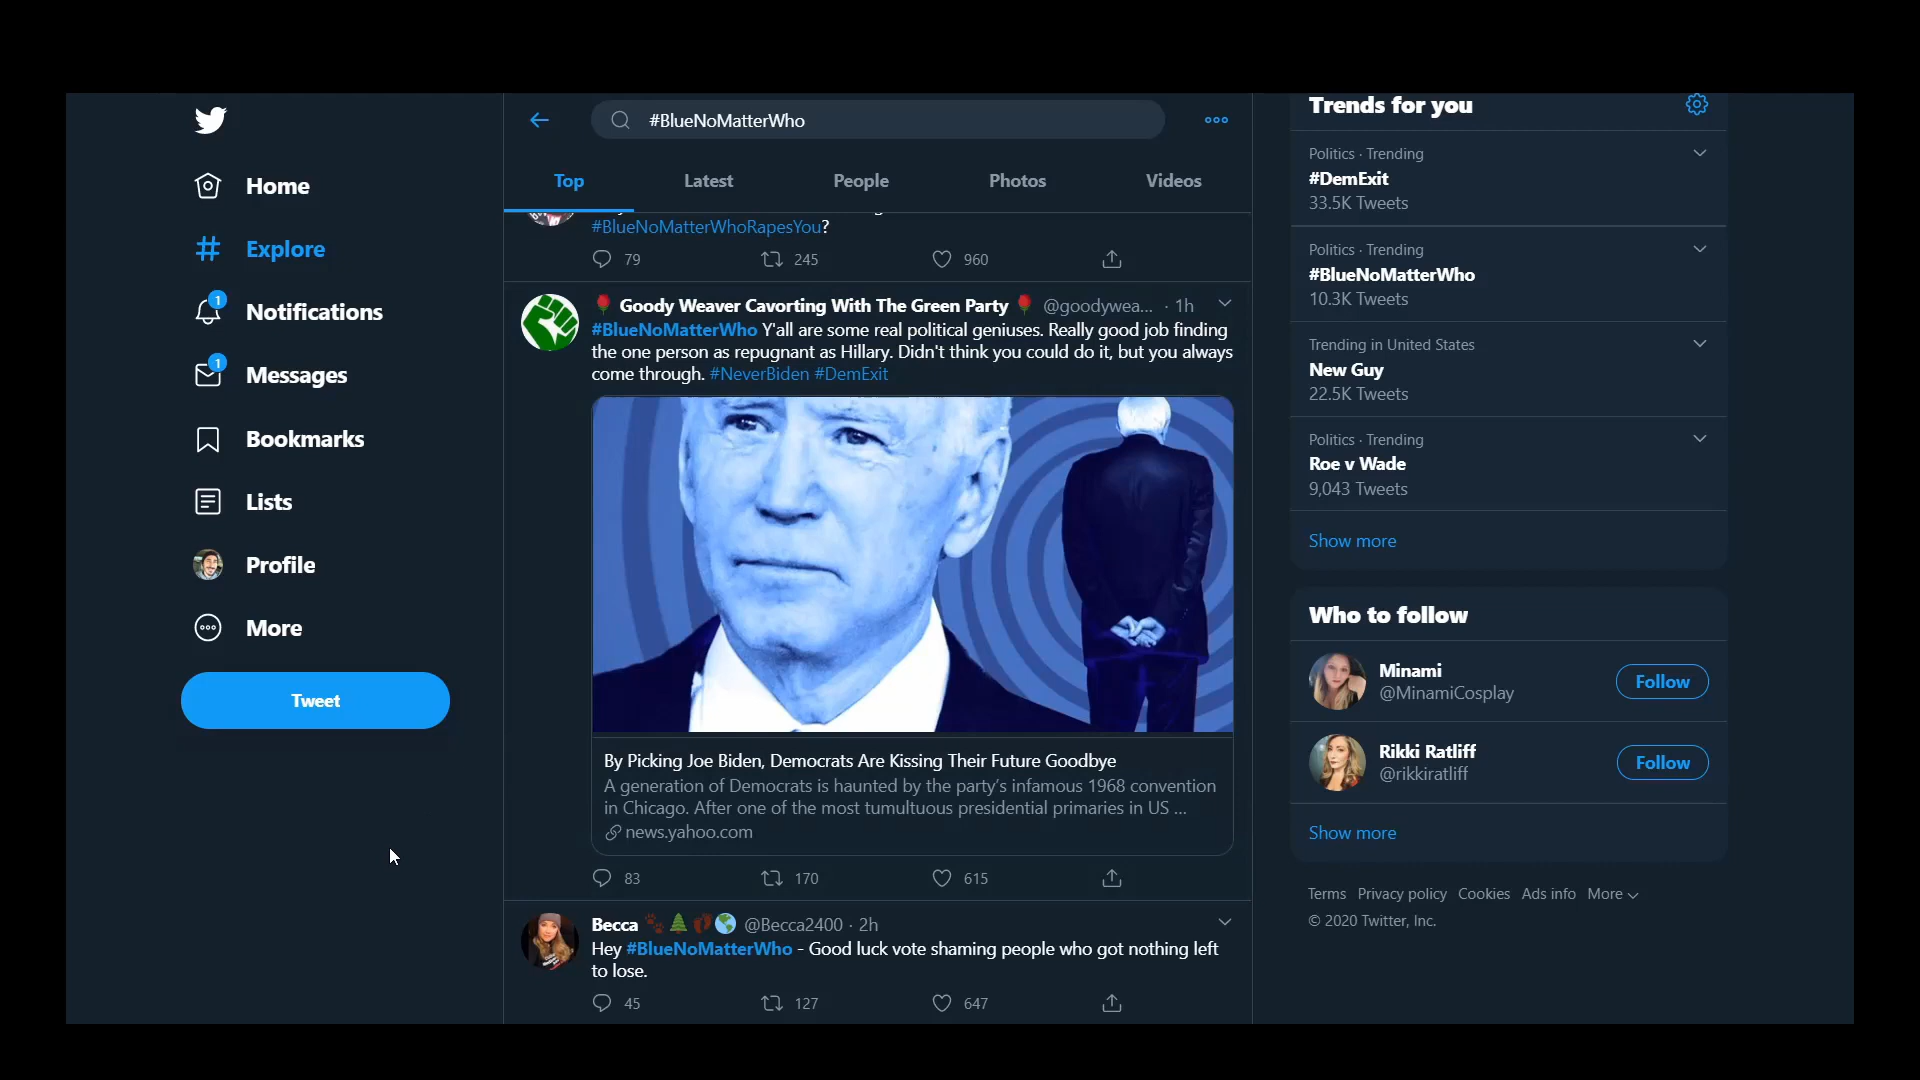 Home
Explore
1
Notifications
1
Messages
Bookmarks
Lists
Profile
More
Tweet
#BlueNoMatterWho
Top Latest People Photos Videos
#BlueNoMatterWhoRapesYou?
79 245 960
Goody Weaver Cavorting With The Green Party @goodywea... · 1h
#BlueNoMatterWho Y'all are some real political geniuses. Really good job finding
the one person as repugnant as Hillary. Didn't think you could do it, but you always
come through. #NeverBiden #DemExit
By Picking Joe Biden, Democrats Are Kissing Their Future Goodbye
A generation of Democrats is haunted by the party's infamous 1968 convention
in Chicago. After one of the most tumultuous presidential primaries in US ...
news.yahoo.com
83 170 615
Becca @Becca2400 · 2h
Hey #BlueNoMatterWho - Good luck vote shaming people who got nothing left
to lose.
45 127 647
Trends for you
Politics · Trending
#DemExit
33.5K Tweets
Politics · Trending
#BlueNoMatterWho
10.3K Tweets
Trending in United States
New Guy
22.5K Tweets
Politics · Trending
Roe v Wade
9,043 Tweets
Show more
Who to follow
Minami
@MinamiCosplay
Follow
Rikki Ratliff
@rikkiratliff
Follow
Show more
Terms Privacy policy Cookies Ads info More
© 2020 Twitter, Inc.